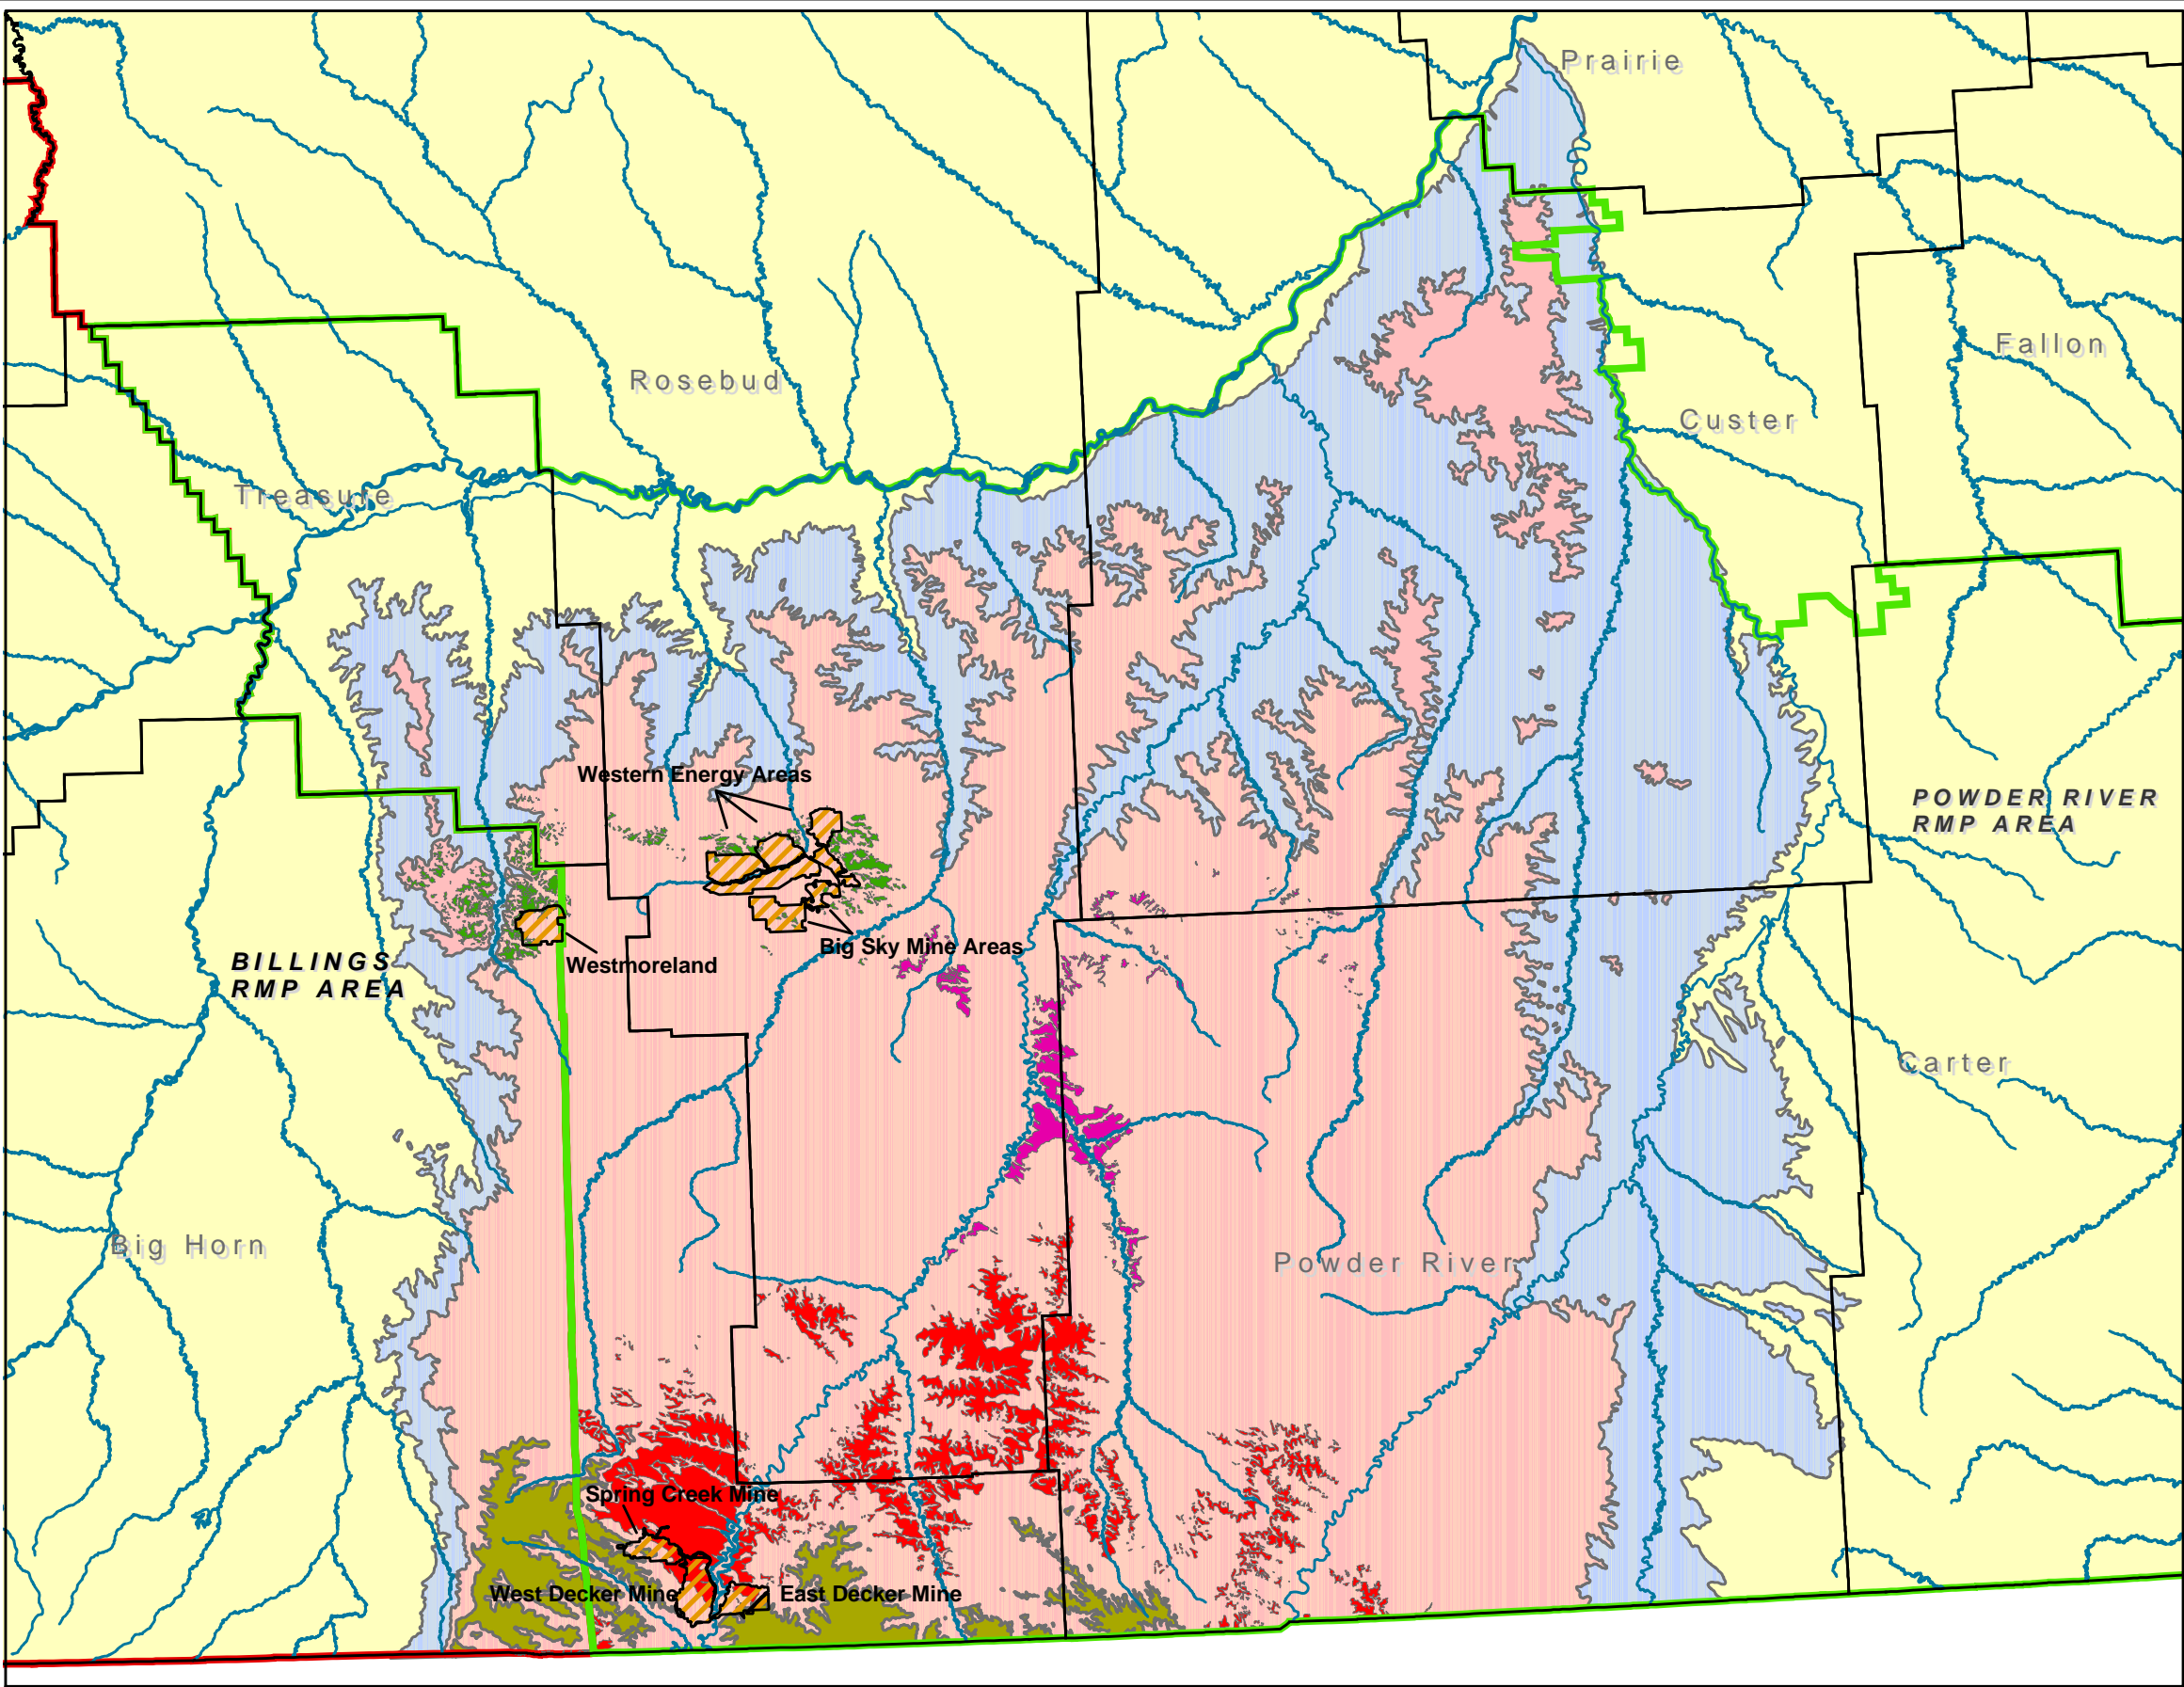 Prairie
Fallon
Rosebud
Custer
Treasure
Western Energy Areas
POWDER RIVER
RMP AREA
Big Sky Mine Areas
Westmoreland
BILLINGS
RMP AREA
Carter
Big Horn
Powder River
Spring Creek Mine
West Decker Mine
East Decker Mine